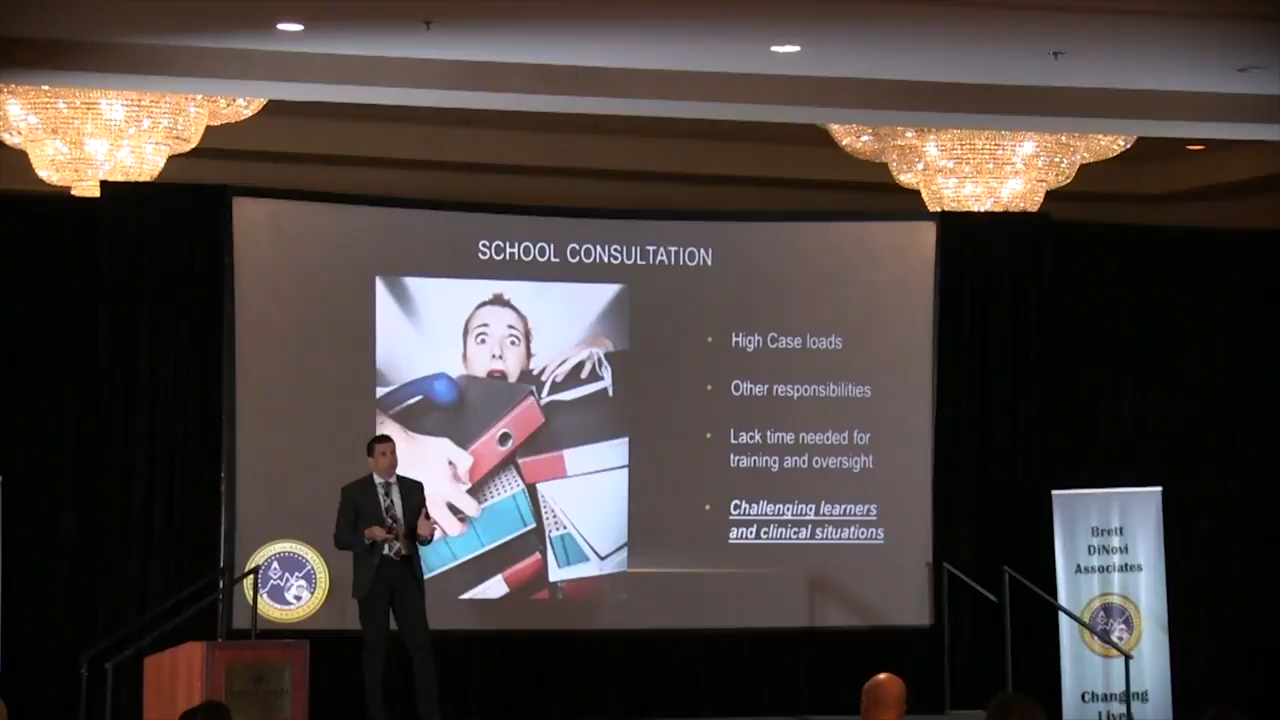 SCHOOL CONSULTATION
High Case loads
Other responsibilities
Lack time needed for
training and oversight
Challenging learners
and clinical situations
Brett
DiNovi
Associates
Changing